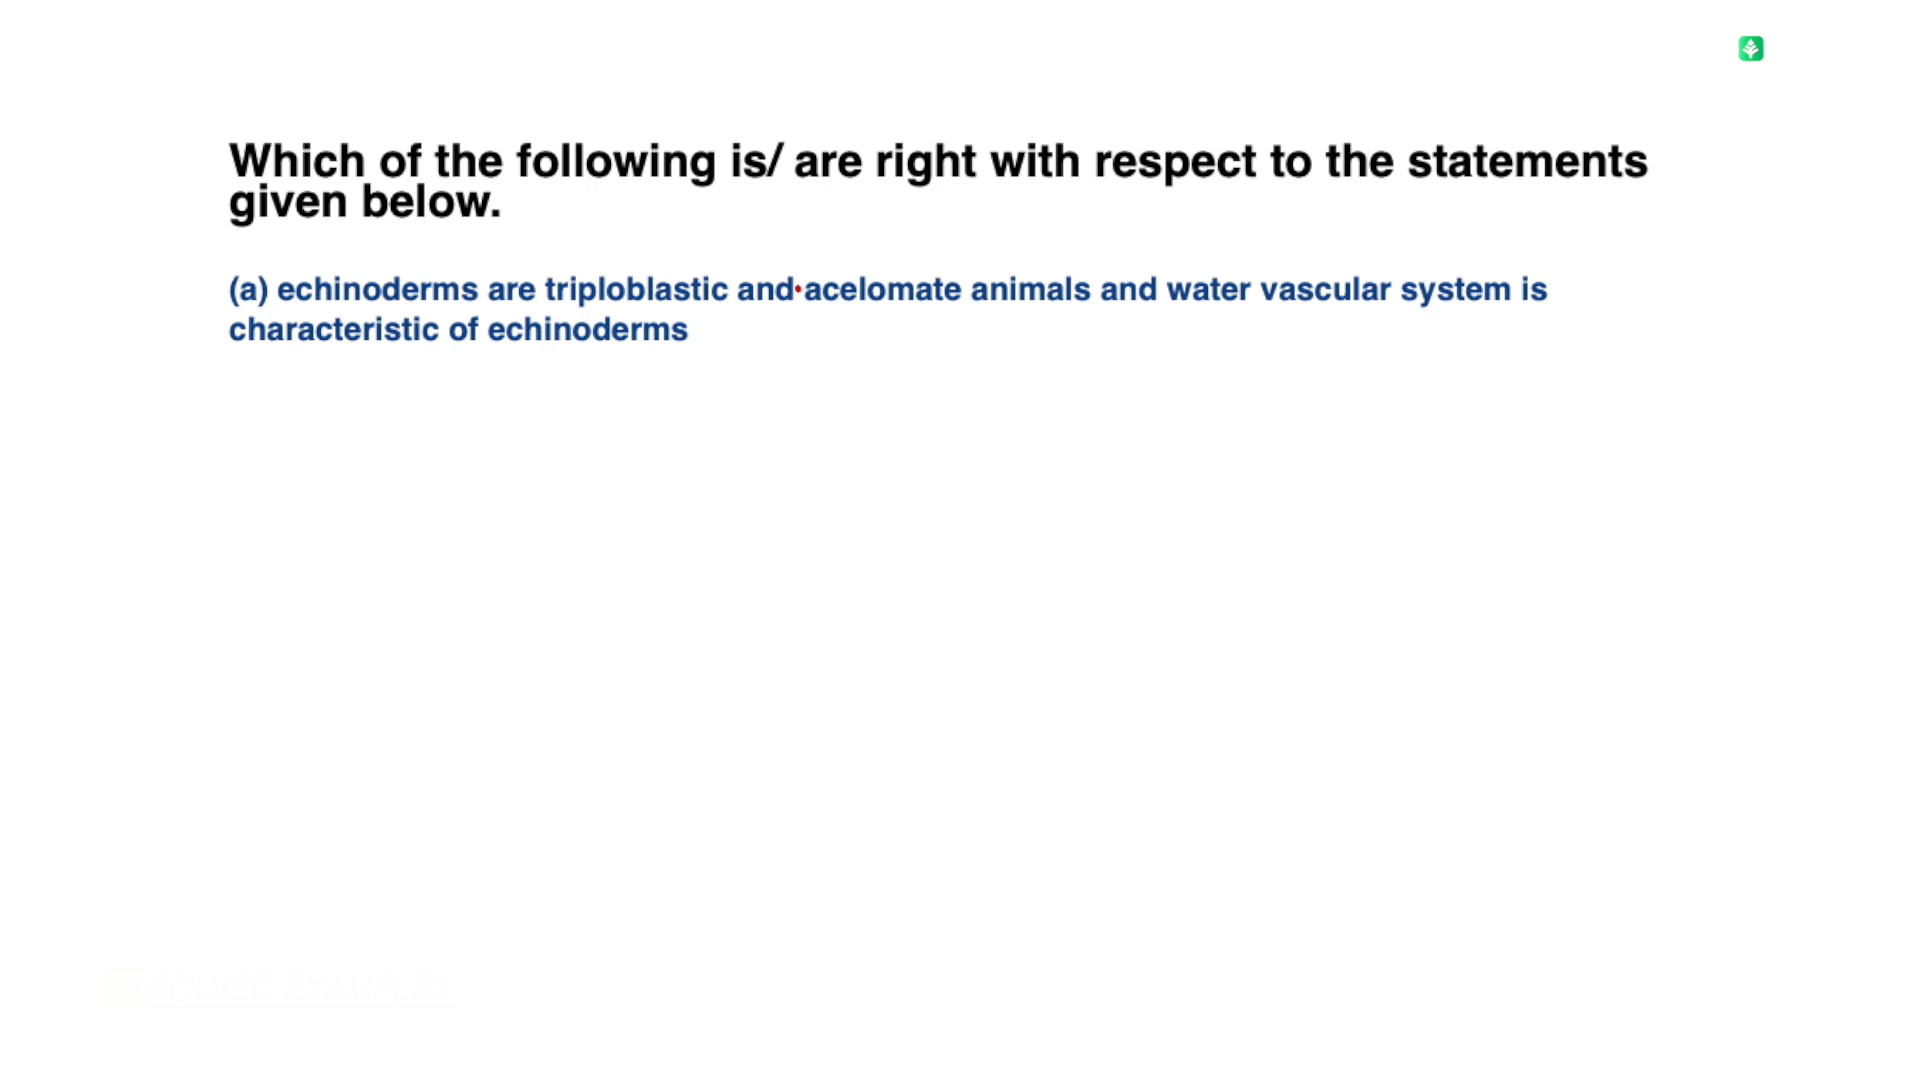 Which of the following is/ are right with respect to the statements
given below.
(a) echinoderms are triploblastic and acelomate animals and water vascular system is
characteristic of echinoderms